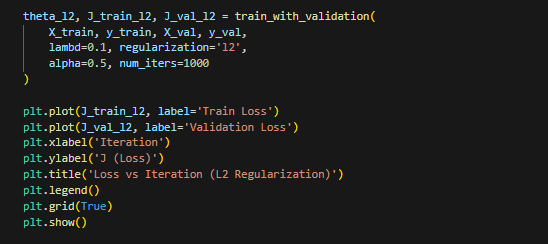 theta_l2, J_train_l2, J_val_l2 = train_with_validation(
    X_train, y_train, X_val, y_val,
    lambd=0.1, regularization='l2',
    alpha=0.5, num_iters=1000
)

plt.plot(J_train_l2, label='Train Loss')
plt.plot(J_val_l2, label='Validation Loss')
plt.xlabel('Iteration')
plt.ylabel('J (Loss)')
plt.title('Loss vs Iteration (L2 Regularization)')
plt.legend()
plt.grid(True)
plt.show()